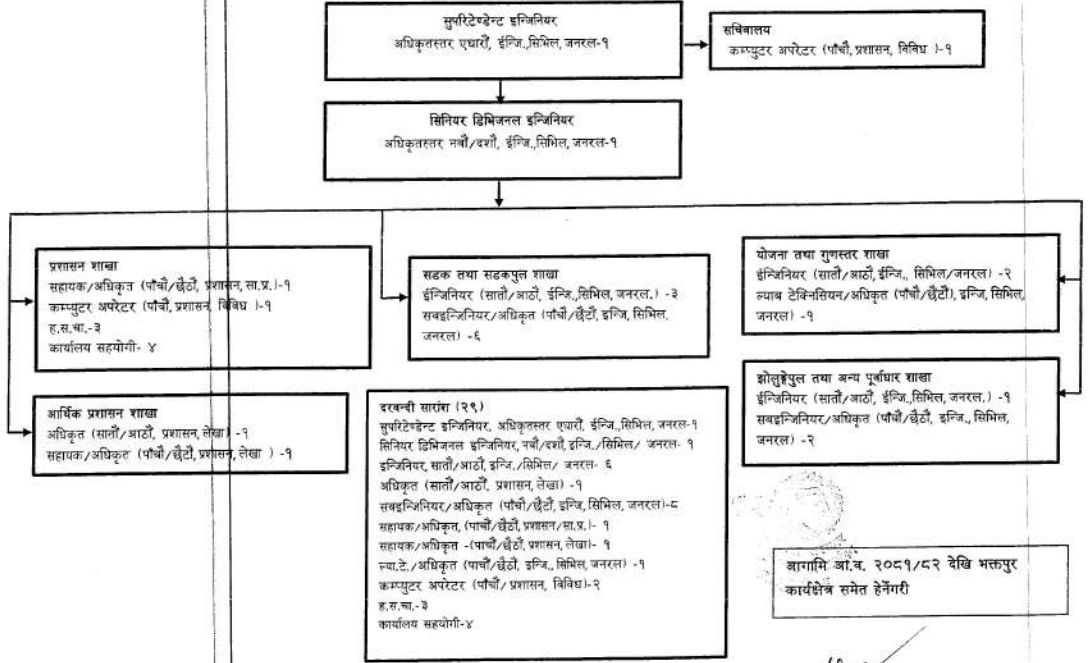 सुपरिटेण्डेन्ट इन्जिनियर
अधिकृतस्तर एघारौं, ईन्जि.,सिभिल, जनरल-१
सचिवालय
कम्प्युटर अपरेटर (पाँचौ, प्रशासन, विविध )-१
सिनियर डिभिजनल इन्जिनियर
अधिकृतस्तर नवौं/दशौं, ईन्जि.,सिभिल, जनरल-१
प्रशासन शाखा
सहायक/अधिकृत (पाँचौ/छैठौं, प्रशासन, सा.प्र.)-१
कम्प्युटर अपरेटर (पाँचौ, प्रशासन, विविध )-१
ह.स.चा.-३
कार्यालय सहयोगी- ४
सडक तथा सडकपुल शाखा
ईन्जिनियर (सातौं/आठौं, ईन्जि.,सिभिल, जनरल.) -३
सबइन्जिनियर/अधिकृत (पाँचौ/छैटौं, इन्जि, सिभिल,
जनरल) -६
योजना तथा गुणस्तर शाखा
ईन्जिनियर (सातौं/आठौं, ईन्जि., सिभिल/जनरल) -२
ल्याब टेक्निसियन/अधिकृत (पाँचौ/छैटौं), इन्जि, सिभिल,
जनरल) -१
आर्थिक प्रशासन शाखा
अधिकृत (सातौं/आठौं, प्रशासन, लेखा) -१
सहायक/अधिकृत (पाँचौ/छैटौं, प्रशासन, लेखा ) -१
झोलुङ्गेपुल तथा अन्य पूर्वाधार शाखा
ईन्जिनियर (सातौं/आठौं, ईन्जि.,सिभिल, जनरल.) -१
सबइन्जिनियर/अधिकृत (पाँचौ/छैठौं, इन्जि., सिभिल,
जनरल) -२
दरबन्दी सारांश (२९)
सुपरिटेण्डेन्ट इन्जिनियर, अधिकृतस्तर एघारौं, ईन्जि.,सिभिल, जनरल-१
सिनियर डिभिजनल इन्जिनियर, नवौं/दशौं, इन्जि./सिभिल/ जनरल- १
इन्जिनियर, सातौं/आठौं, इन्जि./सिभिल/ जनरल- ६
अधिकृत (सातौं/आठौं, प्रशासन, लेखा) -१
सबइन्जिनियर/अधिकृत (पाँचौ/छैटौं, इन्जि, सिभिल, जनरल)-८
सहायक/अधिकृत, (पाचौं/छैठौं, प्रशासन/सा.प्र.)- १
सहायक/अधिकृत -(पाचौं/छैठौं, प्रशासन, लेखा)- १
ल्या.टे./अधिकृत (पाचौं/छैठौं, इन्जि., सिभिल, जनरल) -१
कम्प्युटर अपरेटर (पाँचौ/ प्रशासन, विविध)-२
ह.स.चा.-३
कार्यालय सहयोगी-४
आगामि आ.व. २०८१/८२ देखि भक्तपुर
कार्यक्षेत्र समेत हेर्नेगरी